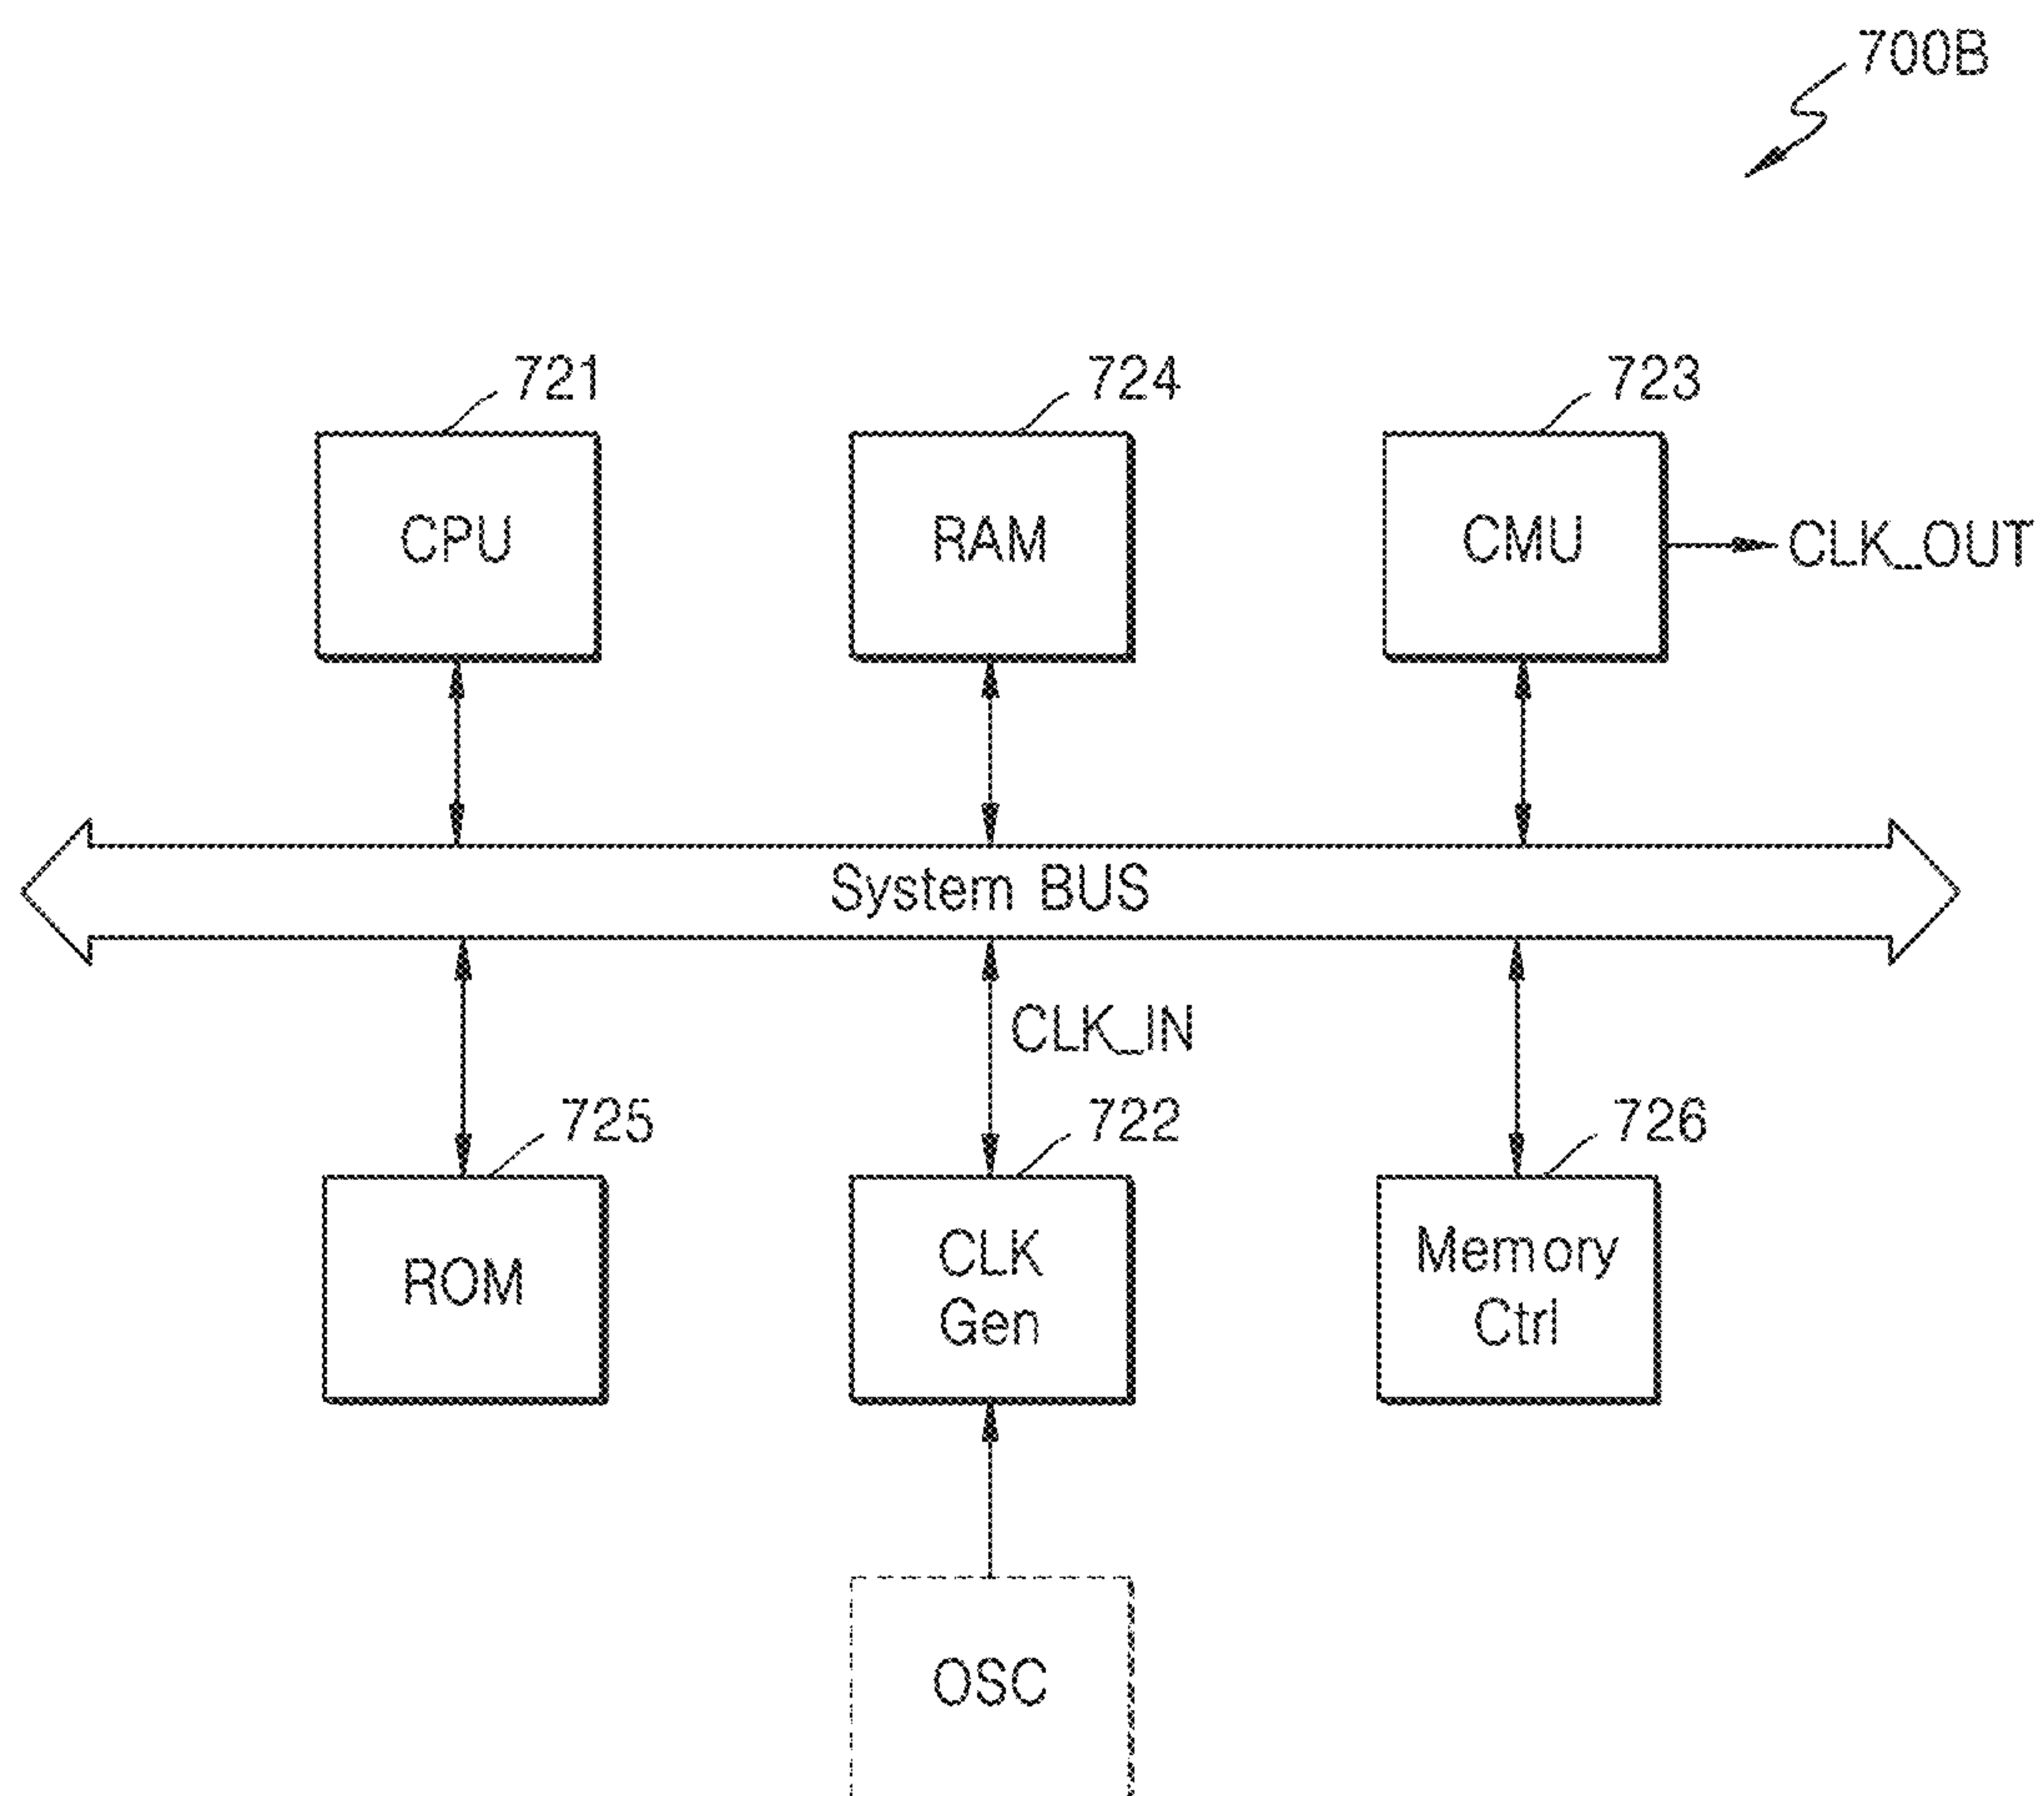 700B
721
724
723
CPU
RAM
CMU
CLK_OUT
System BUS
CLK_IN
725
722
726
ROM
CLK
Gen
Memory
Ctrl
OSC